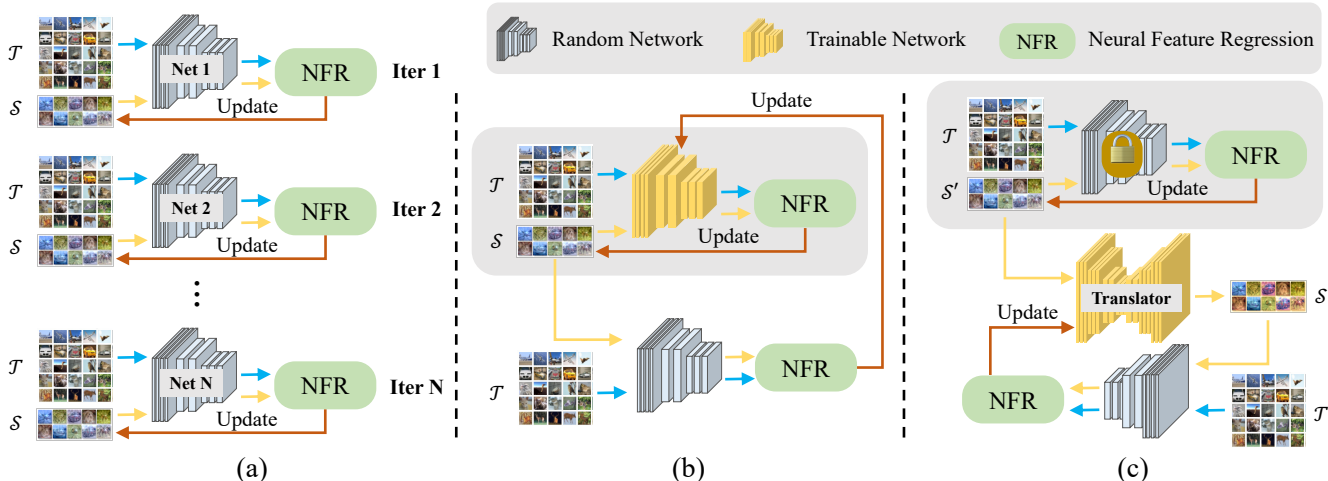 𝒯
Net 1
NFR
Iter 1
𝒮
Update
𝒯
Net 2
NFR
Iter 2
𝒮
Update
⋮
𝒯
Net N
NFR
Iter N
𝒮
Update
(a)
Random Network
Trainable Network
NFR
Neural Feature Regression
Update
𝒯
NFR
𝒮
Update
𝒯
NFR
(b)
𝒯
NFR
𝒮′
Update
Translator
𝒮
Update
NFR
𝒯
(c)